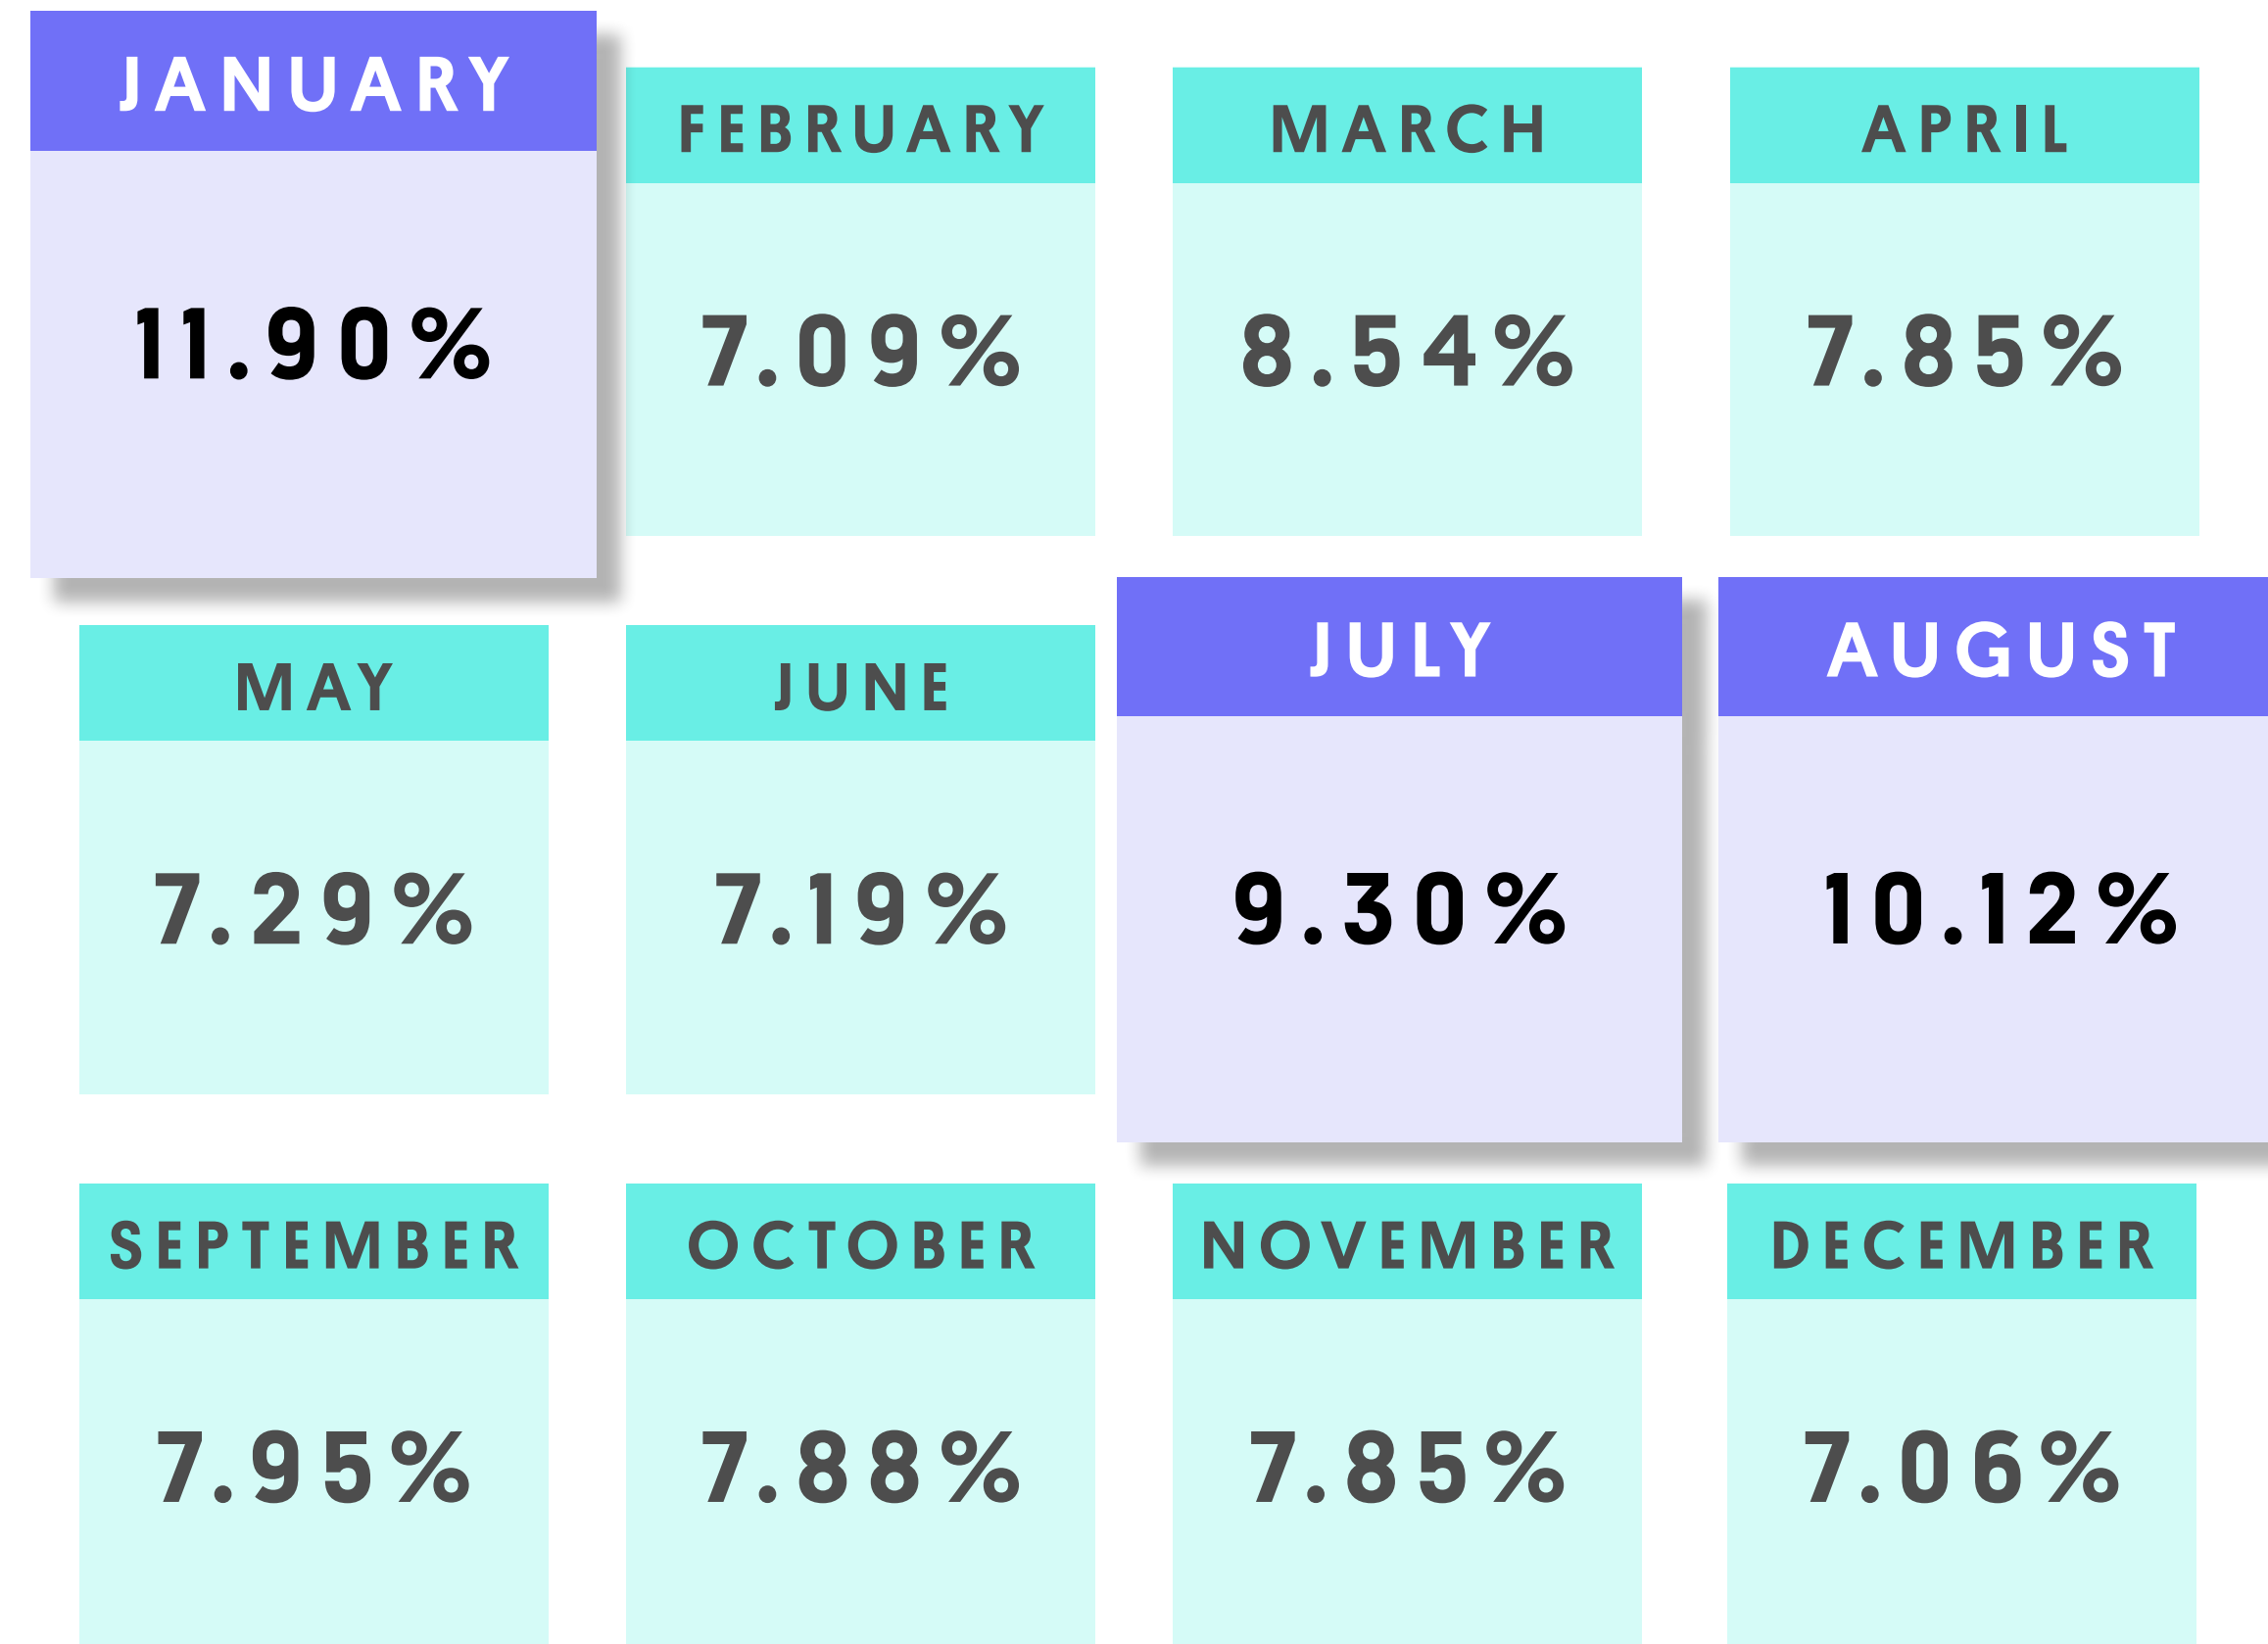 JANUARY
11.90%
FEBRUARY
7.09%
MARCH
8.54%
APRIL
7.85%
MAY
7.29%
JUNE
7.19%
JULY
9.30%
AUGUST
10.12%
SEPTEMBER
7.95%
OCTOBER
7.88%
NOVEMBER
7.85%
DECEMBER
7.06%